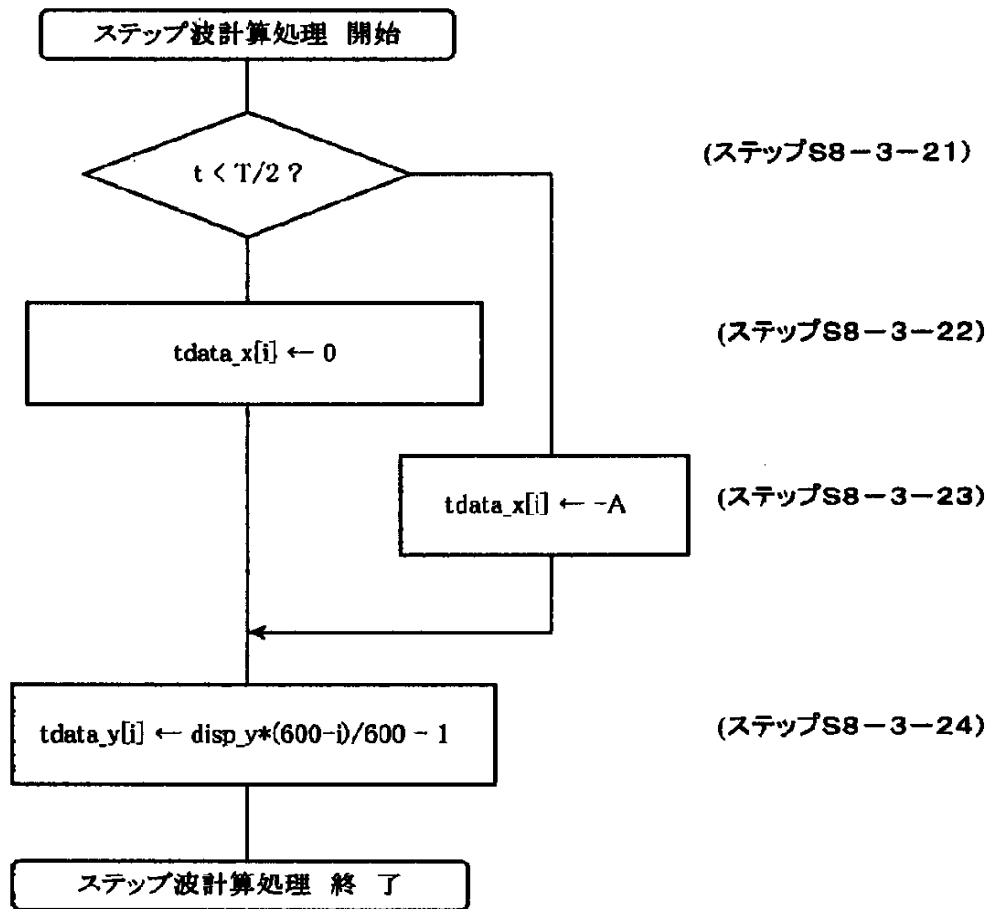 ステップ波計算処理 開始
t < T/2 ?
(ステップS8-3-21)
tdata_x[i] ← 0
(ステップS8-3-22)
tdata_x[i] ← -A
(ステップS8-3-23)
tdata_y[i] ← disp_y*(600-i)/600 - 1
(ステップS8-3-24)
ステップ波計算処理 終 了